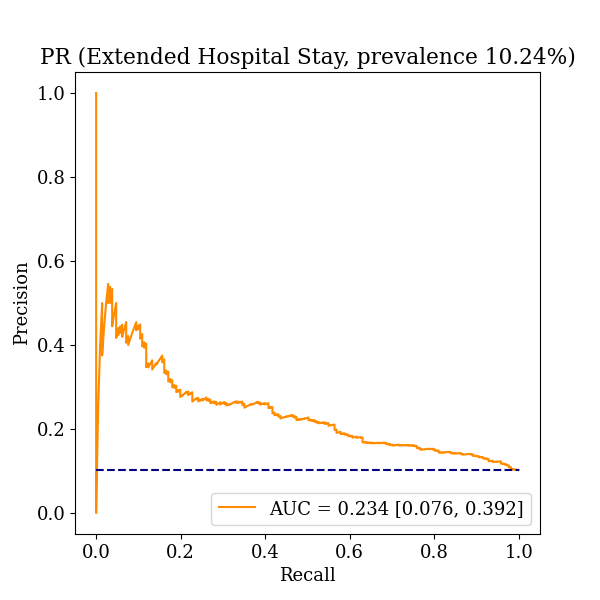 PR (Extended Hospital Stay, prevalence 10.24%)
1.0
0.8
0.6
0.4
0.2
0.0
Precision
AUC = 0.234 [0.076, 0.392]
0.0 0.2 0.4 0.6 0.8 1.0
Recall